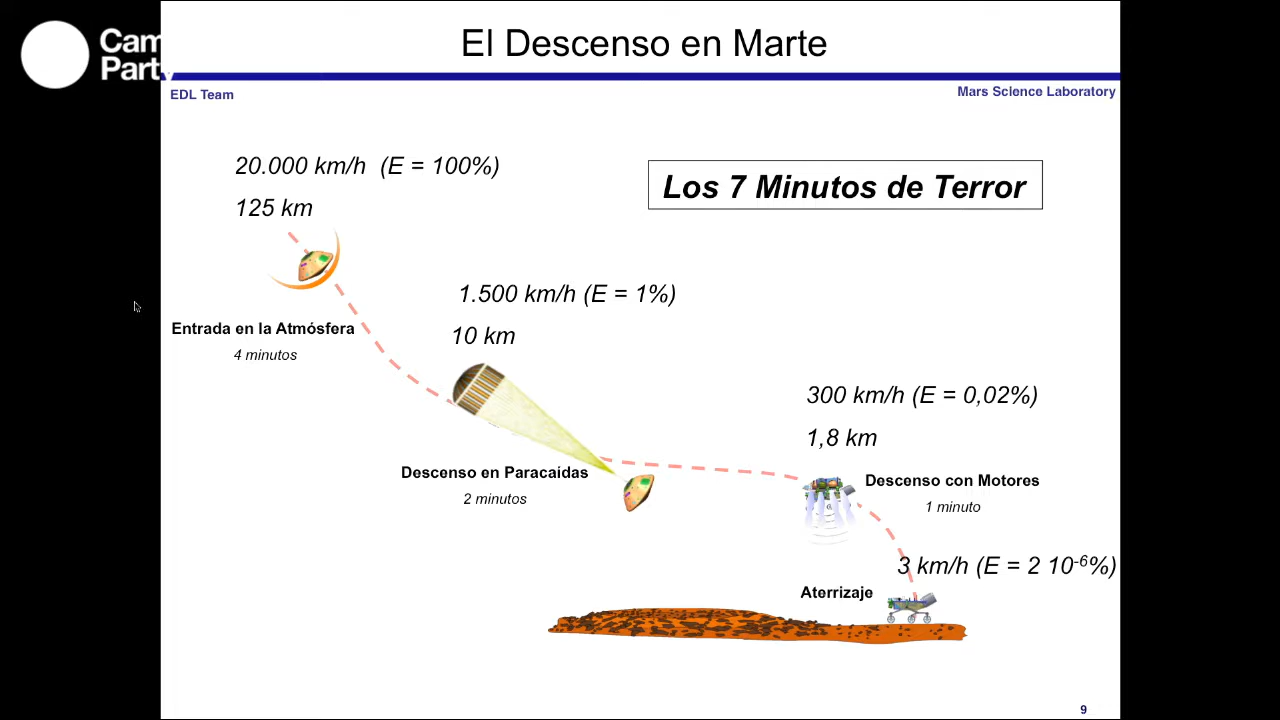 Cam
Party
El Descenso en Marte
EDL Team
Mars Science Laboratory
20.000 km/h (E = 100%)
125 km
Los 7 Minutos de Terror
1.500 km/h (E = 1%)
10 km
Entrada en la Atmósfera
4 minutos
300 km/h (E = 0,02%)
1,8 km
Descenso en Paracaidas
2 minutos
Descenso con Motores
1 minuto
3 km/h (E = 2 10⁻⁶%)
Aterrizaje
9